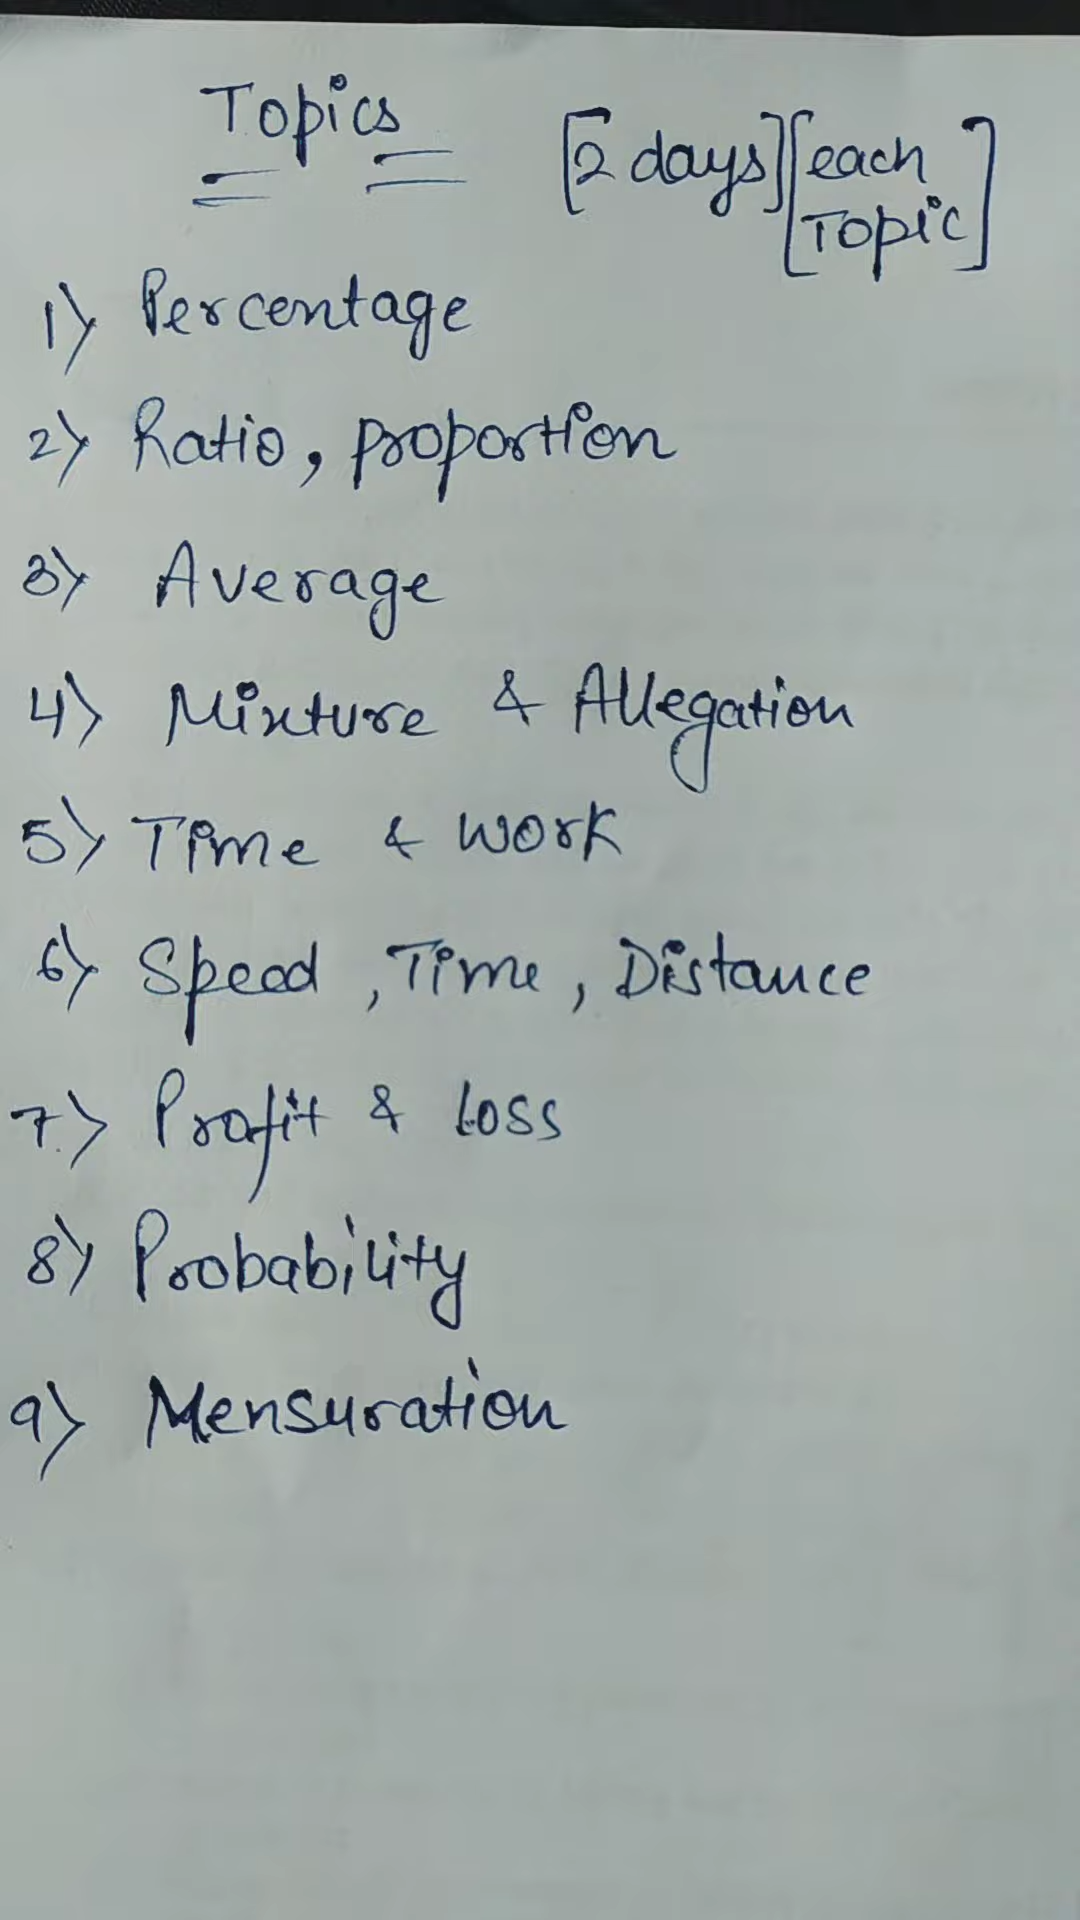 Topics [2 days] [each
Topic]
1) Percentage
2) Ratio, proportion
3) Average
4) Mixture & Allegation
5) Time & work
6) Speed, Time, Distance
7) Profit & Loss
8) Probability
9) Mensuration